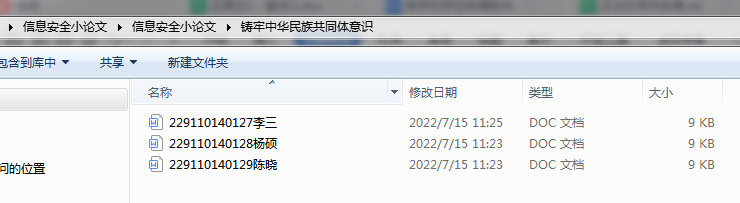 信息安全小论文 信息安全小论文 铸牢中华民族共同体意识
包含到库中 共享 新建文件夹
名称 修改日期 类型 大小
229110140127李三 2022/7/15 11:25 DOC 文档 9 KB
229110140128杨硕 2022/7/15 11:23 DOC 文档 9 KB
229110140129陈晓 2022/7/15 11:23 DOC 文档 9 KB
问的位置